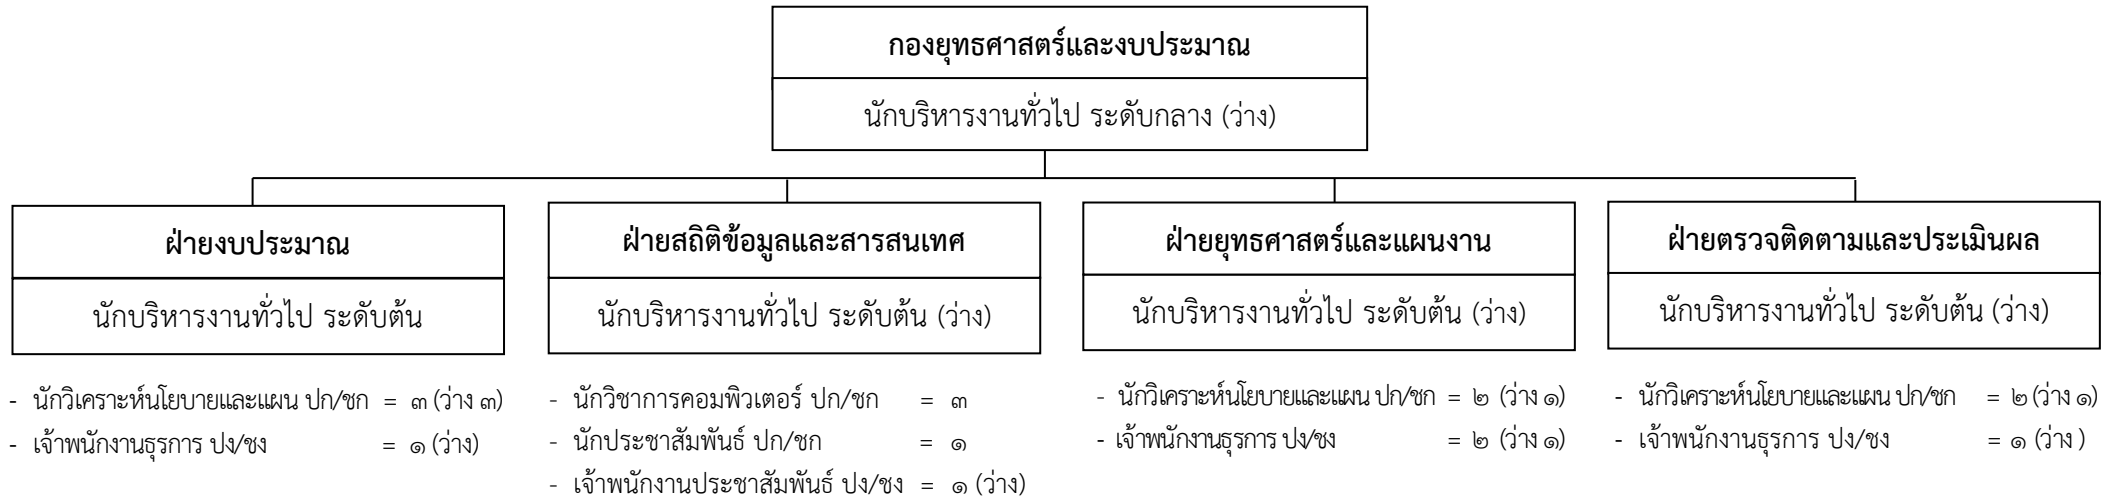 กองยุทธศาสตร์และงบประมาณ
นักบริหารงานทั่วไป ระดับกลาง (ว่าง)
ฝ่ายงบประมาณ
นักบริหารงานทั่วไป ระดับต้น
- นักวิเคราะห์นโยบายและแผน ปก/ชก = ๓ (ว่าง ๓)
- เจ้าพนักงานธุรการ ปง/ชง = ๑ (ว่าง)
ฝ่ายสถิติข้อมูลและสารสนเทศ
นักบริหารงานทั่วไป ระดับต้น (ว่าง)
- นักวิชาการคอมพิวเตอร์ ปก/ชก = ๓
- นักประชาสัมพันธ์ ปก/ชก = ๑
- เจ้าพนักงานประชาสัมพันธ์ ปง/ชง = ๑ (ว่าง)
ฝ่ายยุทธศาสตร์และแผนงาน
นักบริหารงานทั่วไป ระดับต้น (ว่าง)
- นักวิเคราะห์นโยบายและแผน ปก/ชก = ๒ (ว่าง ๑)
- เจ้าพนักงานธุรการ ปง/ชง = ๒ (ว่าง ๑)
ฝ่ายตรวจติดตามและประเมินผล
นักบริหารงานทั่วไป ระดับต้น (ว่าง)
- นักวิเคราะห์นโยบายและแผน ปก/ชก = ๒ (ว่าง ๑)
- เจ้าพนักงานธุรการ ปง/ชง = ๑ (ว่าง )